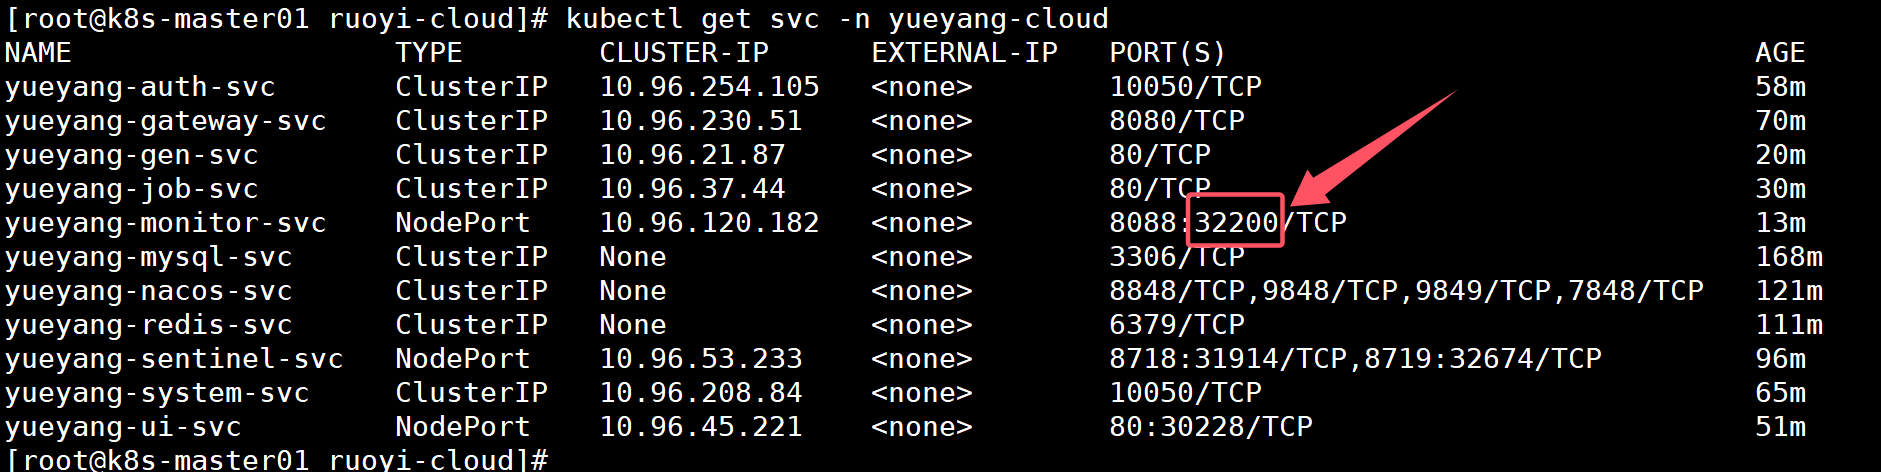 [root@k8s-master01 ruoyi-cloud]# kubectl get svc -n yueyang-cloud
NAME TYPE CLUSTER-IP EXTERNAL-IP PORT(S) AGE
yueyang-auth-svc ClusterIP 10.96.254.105 <none> 10050/TCP 58m
yueyang-gateway-svc ClusterIP 10.96.230.51 <none> 8080/TCP 70m
yueyang-gen-svc ClusterIP 10.96.21.87 <none> 80/TCP 20m
yueyang-job-svc ClusterIP 10.96.37.44 <none> 80/TCP 30m
yueyang-monitor-svc NodePort 10.96.120.182 <none> 8088:32200/TCP 13m
yueyang-mysql-svc ClusterIP None <none> 3306/TCP 168m
yueyang-nacos-svc ClusterIP None <none> 8848/TCP,9848/TCP,9849/TCP,7848/TCP 121m
yueyang-redis-svc ClusterIP None <none> 6379/TCP 111m
yueyang-sentinel-svc NodePort 10.96.53.233 <none> 8718:31914/TCP,8719:32674/TCP 96m
yueyang-system-svc ClusterIP 10.96.208.84 <none> 10050/TCP 65m
yueyang-ui-svc NodePort 10.96.45.221 <none> 80:30228/TCP 51m
[root@k8s-master01 ruoyi-cloud]#